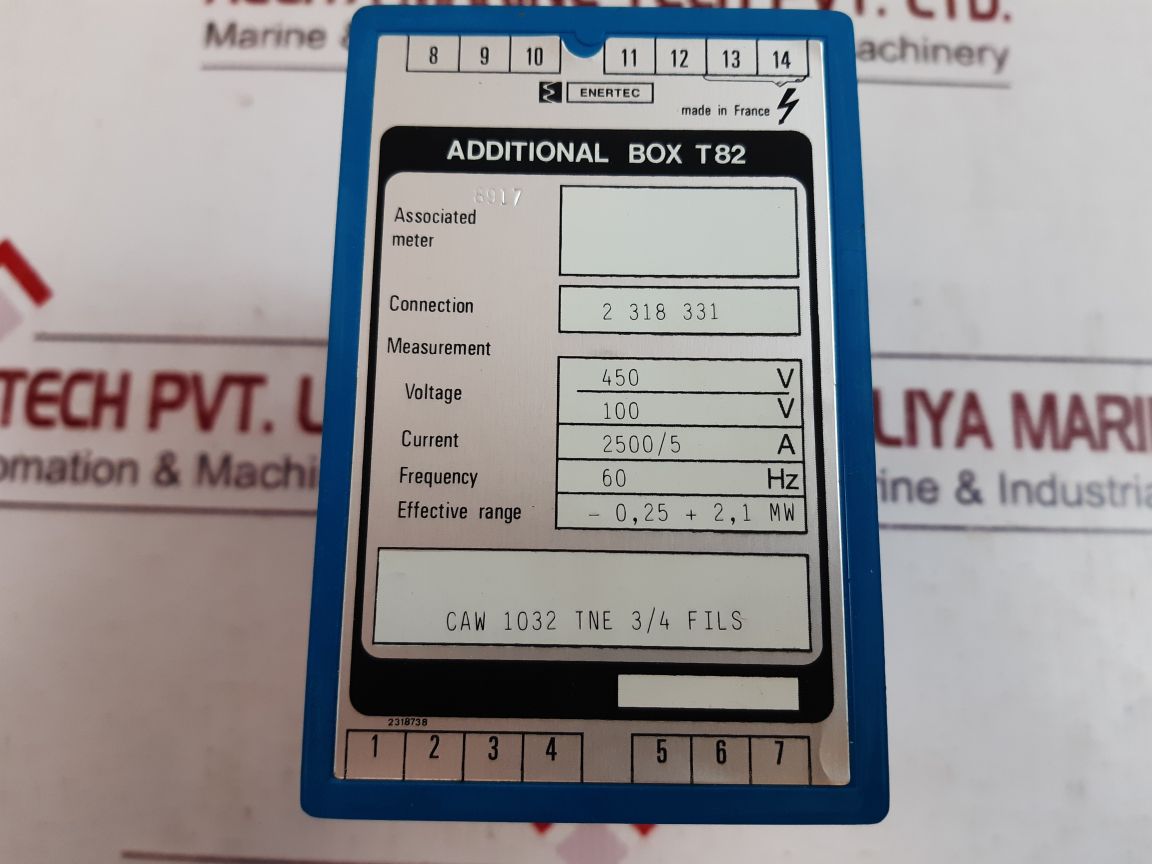 PVT. LTD.
Marine & achinery
8 9 10 11 12 13 14
ENERTEC
made in France
ADDITIONAL BOX T82
8917
Associated
meter
Connection 2 318 331
Measurement
Voltage 450 V
100 V
Current 2500/5 A
Frequency 60 Hz
Effective range - 0,25 + 2,1 MW
CAW 1032 TNE 3/4 FILS
2318738
1 2 3 4 5 6 7
TECH PVT. L LIYA MARI
omation & Machi ine & Industria